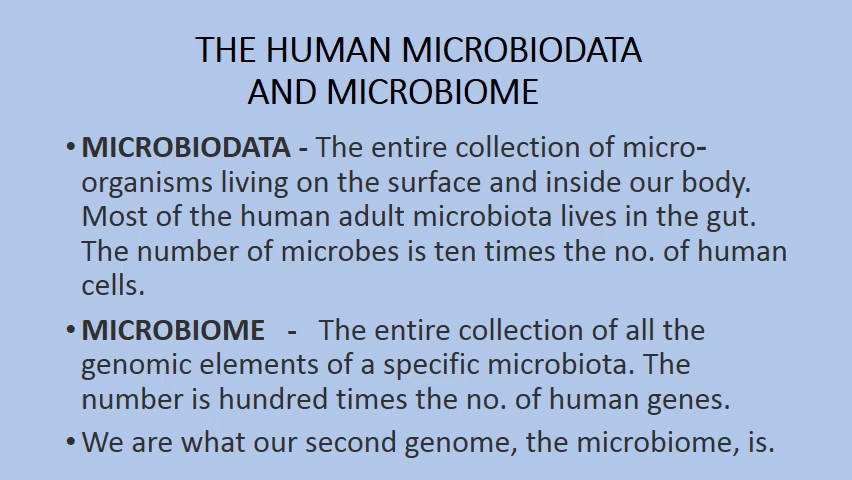 THE HUMAN MICROBIODATA
AND MICROBIOME
• MICROBIODATA - The entire collection of micro-
organisms living on the surface and inside our body.
Most of the human adult microbiota lives in the gut.
The number of microbes is ten times the no. of human
cells.
• MICROBIOME - The entire collection of all the
genomic elements of a specific microbiota. The
number is hundred times the no. of human genes.
• We are what our second genome, the microbiome, is.